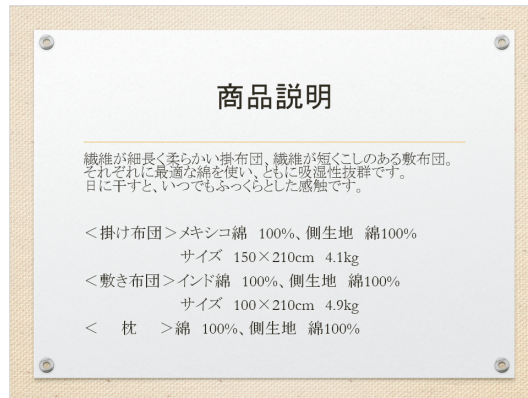 商品説明
繊維が細長く柔らかい掛布団、繊維が短くこしのある敷布団。
それぞれに最適な綿を使い、ともに吸湿性抜群です。
日に干すと、いつでもふっくらとした感触です。
＜掛け布団＞メキシコ綿　100%、側生地　綿100%
サイズ　150×210cm　4.1kg
＜敷き布団＞インド綿　100%、側生地　綿100%
サイズ　100×210cm　4.9kg
＜　枕　＞綿　100%、側生地　綿100%